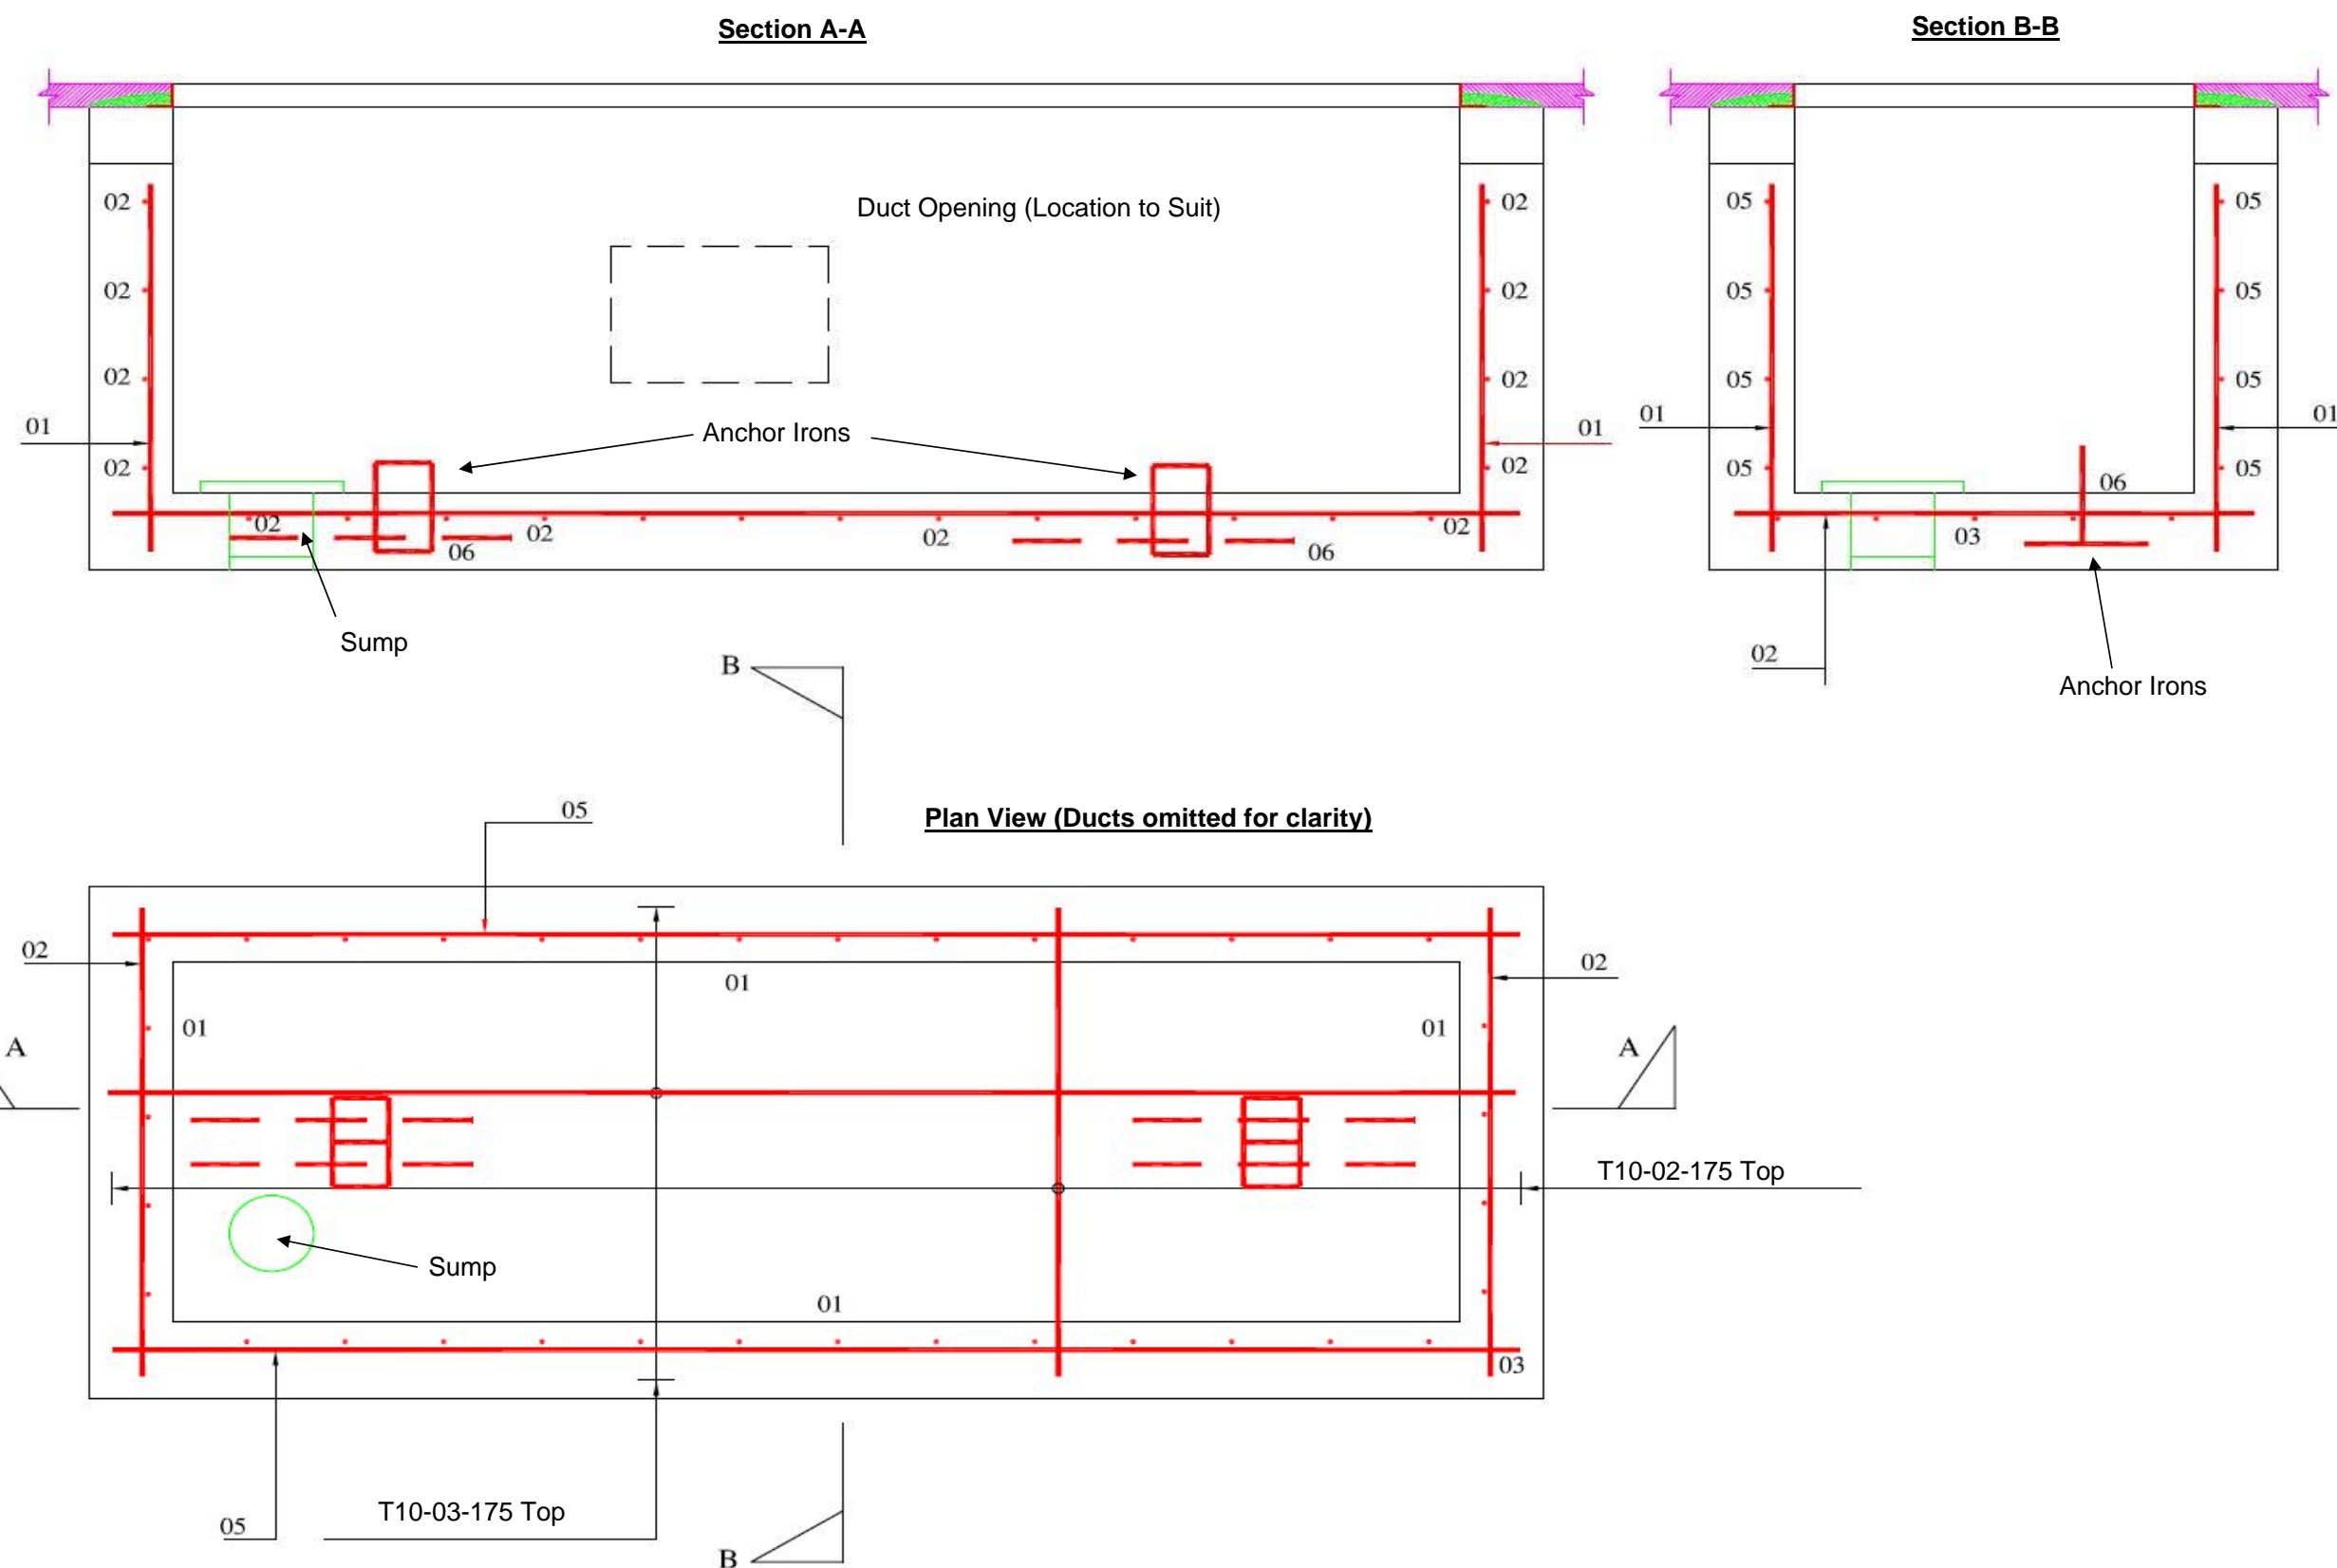 Section A-A
Section B-B
02
02
05
05
Duct Opening (Location to Suit)
02
02
05
05
02
02
05
05
01
Anchor Irons
01
01
01
02
02
05
05
02
06
02
02
02
06
06
03
Sump
02
Anchor Irons
B
05
Plan View (Ducts omitted for clarity)
02
01
02
01
01
A
A
T10-02-175 Top
Sump
01
03
T10-03-175 Top
05
B